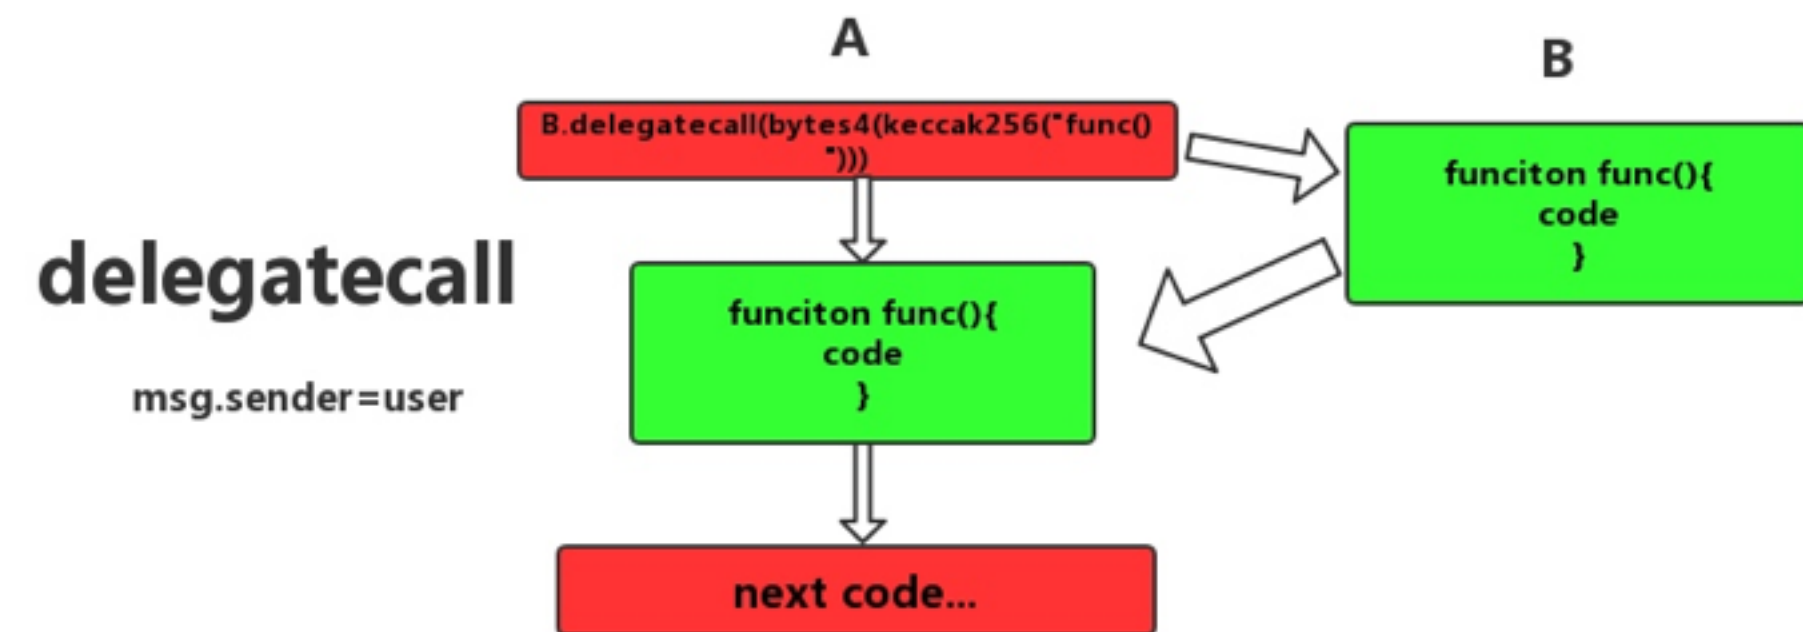 A
B
B.delegatecall(bytes4(keccak256("func()
")))
funciton func(){
code
}
delegatecall
msg.sender=user
funciton func(){
code
}
next code...